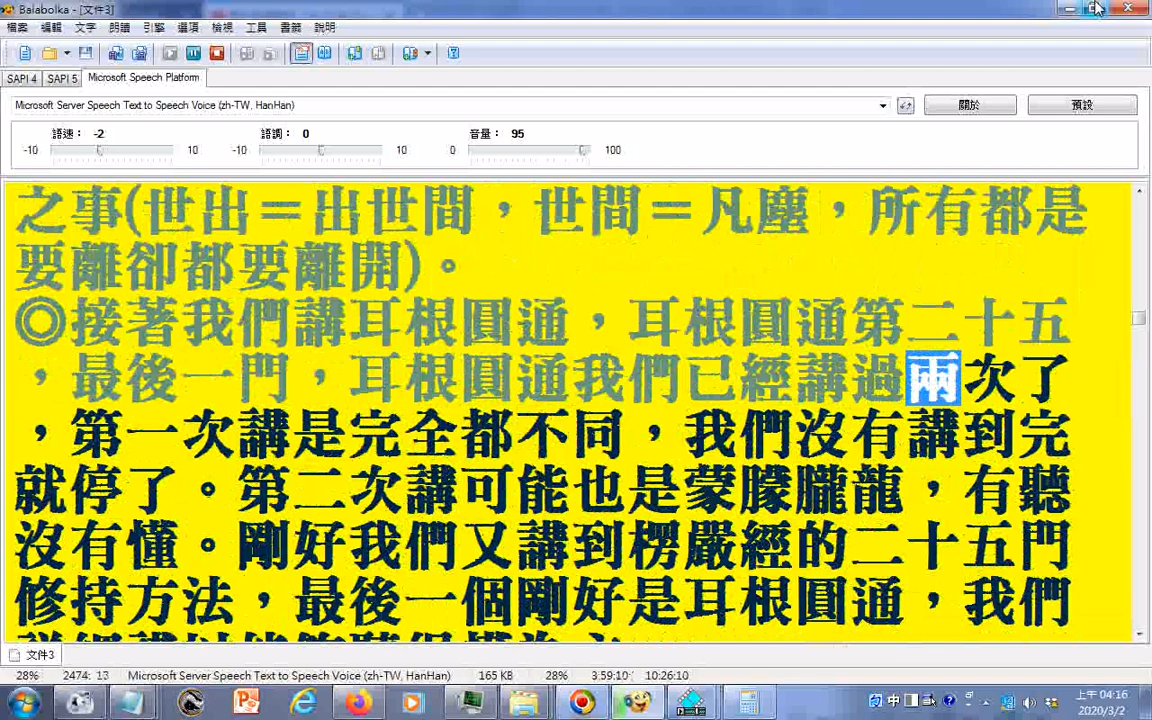 Balabolka - [文件3]
檔案 編輯 文字 朗讀 引擎 選項 檢視 工具 書籤 說明
SAPI 4 SAPI 5 Microsoft Speech Platform
Microsoft Server Speech Text to Speech Voice (zh-TW, HanHan) 關於 預設
語速： -2 語調： 0 音量： 95
-10 10 -10 10 0 100
之事(世出＝出世間，世間＝凡塵，所有都是
要離卻都要離開)。
◎接著我們講耳根圓通，耳根圓通第二十五
，最後一門，耳根圓通我們已經講過兩次了
，第一次講是完全都不同，我們沒有講到完
就停了。第二次講可能也是蒙朦朧龍，有聽
沒有懂。剛好我們又講到楞嚴經的二十五門
修持方法，最後一個剛好是耳根圓通，我們
文件3
28% 2474: 13 Microsoft Server Speech Text to Speech Voice (zh-TW, HanHan) 165 KB 28% 3:59:10 10:26:10
中 上午 04:16
2020/3/2